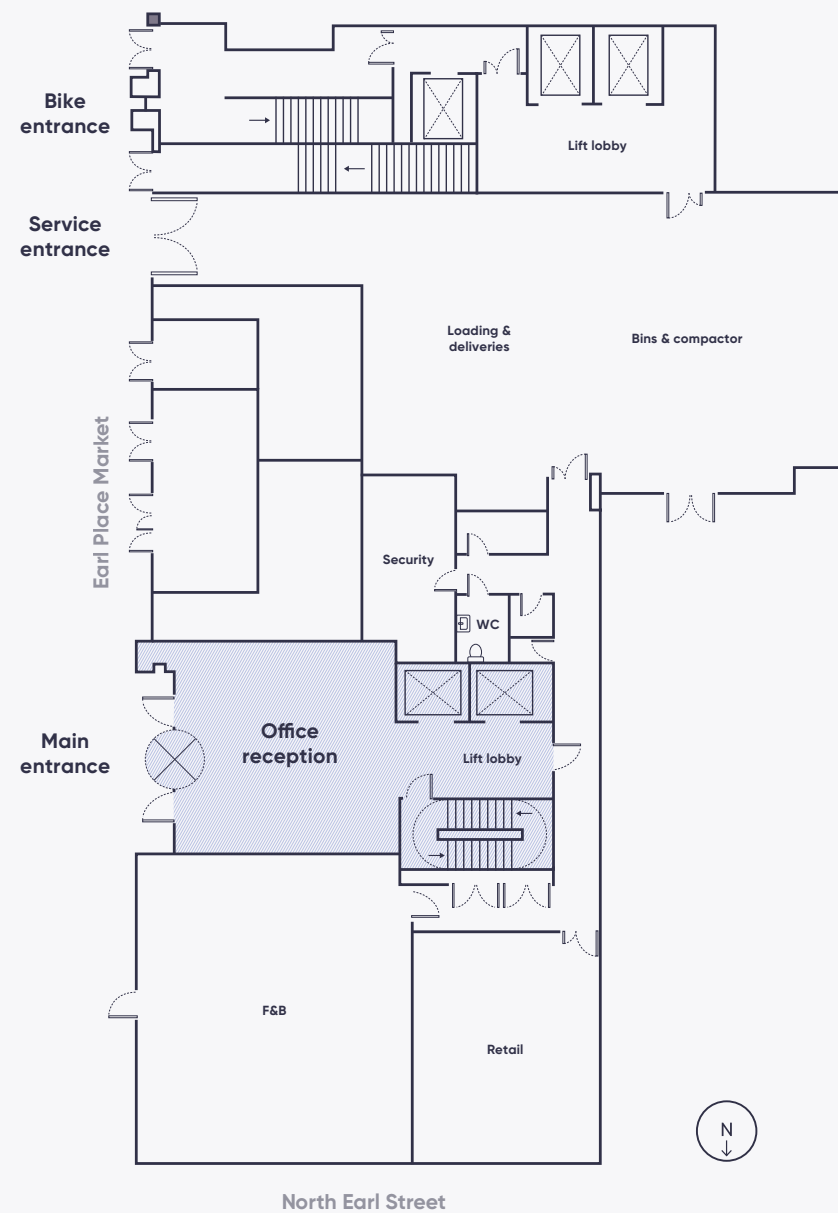 Bike
entrance
Lift lobby
Service
entrance
Loading &
deliveries
Bins & compactor
Earl Place Market
Security
WC
Main
entrance
Office
reception
Lift lobby
F&B
Retail
N
North Earl Street